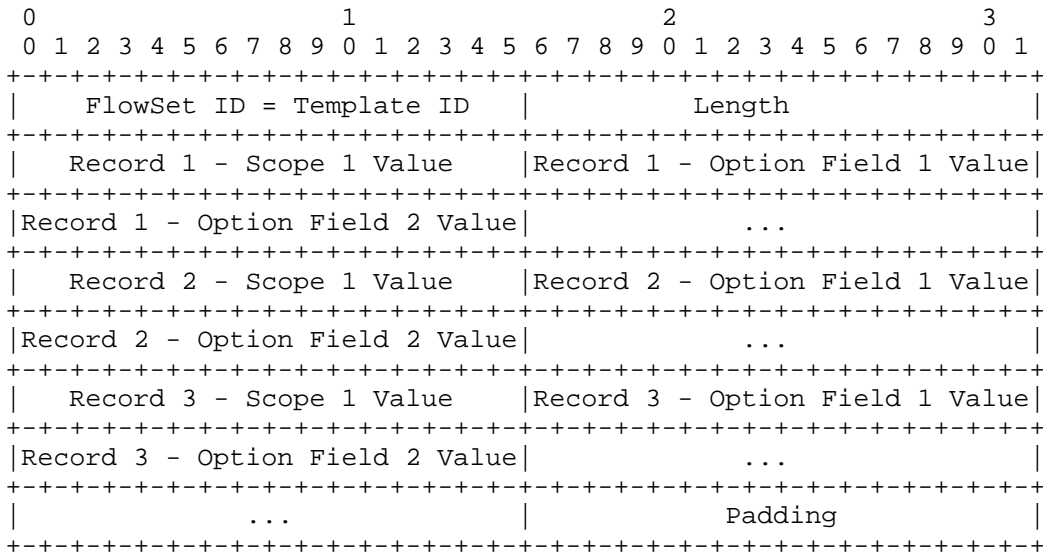 0                   1                   2                   3
 0 1 2 3 4 5 6 7 8 9 0 1 2 3 4 5 6 7 8 9 0 1 2 3 4 5 6 7 8 9 0 1
+-+-+-+-+-+-+-+-+-+-+-+-+-+-+-+-+-+-+-+-+-+-+-+-+-+-+-+-+-+-+-+-+
|    FlowSet ID = Template ID   |          Length               |
+-+-+-+-+-+-+-+-+-+-+-+-+-+-+-+-+-+-+-+-+-+-+-+-+-+-+-+-+-+-+-+-+
|   Record 1 - Scope 1 Value    |Record 1 - Option Field 1 Value|
+-+-+-+-+-+-+-+-+-+-+-+-+-+-+-+-+-+-+-+-+-+-+-+-+-+-+-+-+-+-+-+-+
|Record 1 - Option Field 2 Value|             ...               |
+-+-+-+-+-+-+-+-+-+-+-+-+-+-+-+-+-+-+-+-+-+-+-+-+-+-+-+-+-+-+-+-+
|   Record 2 - Scope 1 Value    |Record 2 - Option Field 1 Value|
+-+-+-+-+-+-+-+-+-+-+-+-+-+-+-+-+-+-+-+-+-+-+-+-+-+-+-+-+-+-+-+-+
|Record 2 - Option Field 2 Value|             ...               |
+-+-+-+-+-+-+-+-+-+-+-+-+-+-+-+-+-+-+-+-+-+-+-+-+-+-+-+-+-+-+-+-+
|   Record 3 - Scope 1 Value    |Record 3 - Option Field 1 Value|
+-+-+-+-+-+-+-+-+-+-+-+-+-+-+-+-+-+-+-+-+-+-+-+-+-+-+-+-+-+-+-+-+
|Record 3 - Option Field 2 Value|             ...               |
+-+-+-+-+-+-+-+-+-+-+-+-+-+-+-+-+-+-+-+-+-+-+-+-+-+-+-+-+-+-+-+-+
|              ...              |            Padding            |
+-+-+-+-+-+-+-+-+-+-+-+-+-+-+-+-+-+-+-+-+-+-+-+-+-+-+-+-+-+-+-+-+